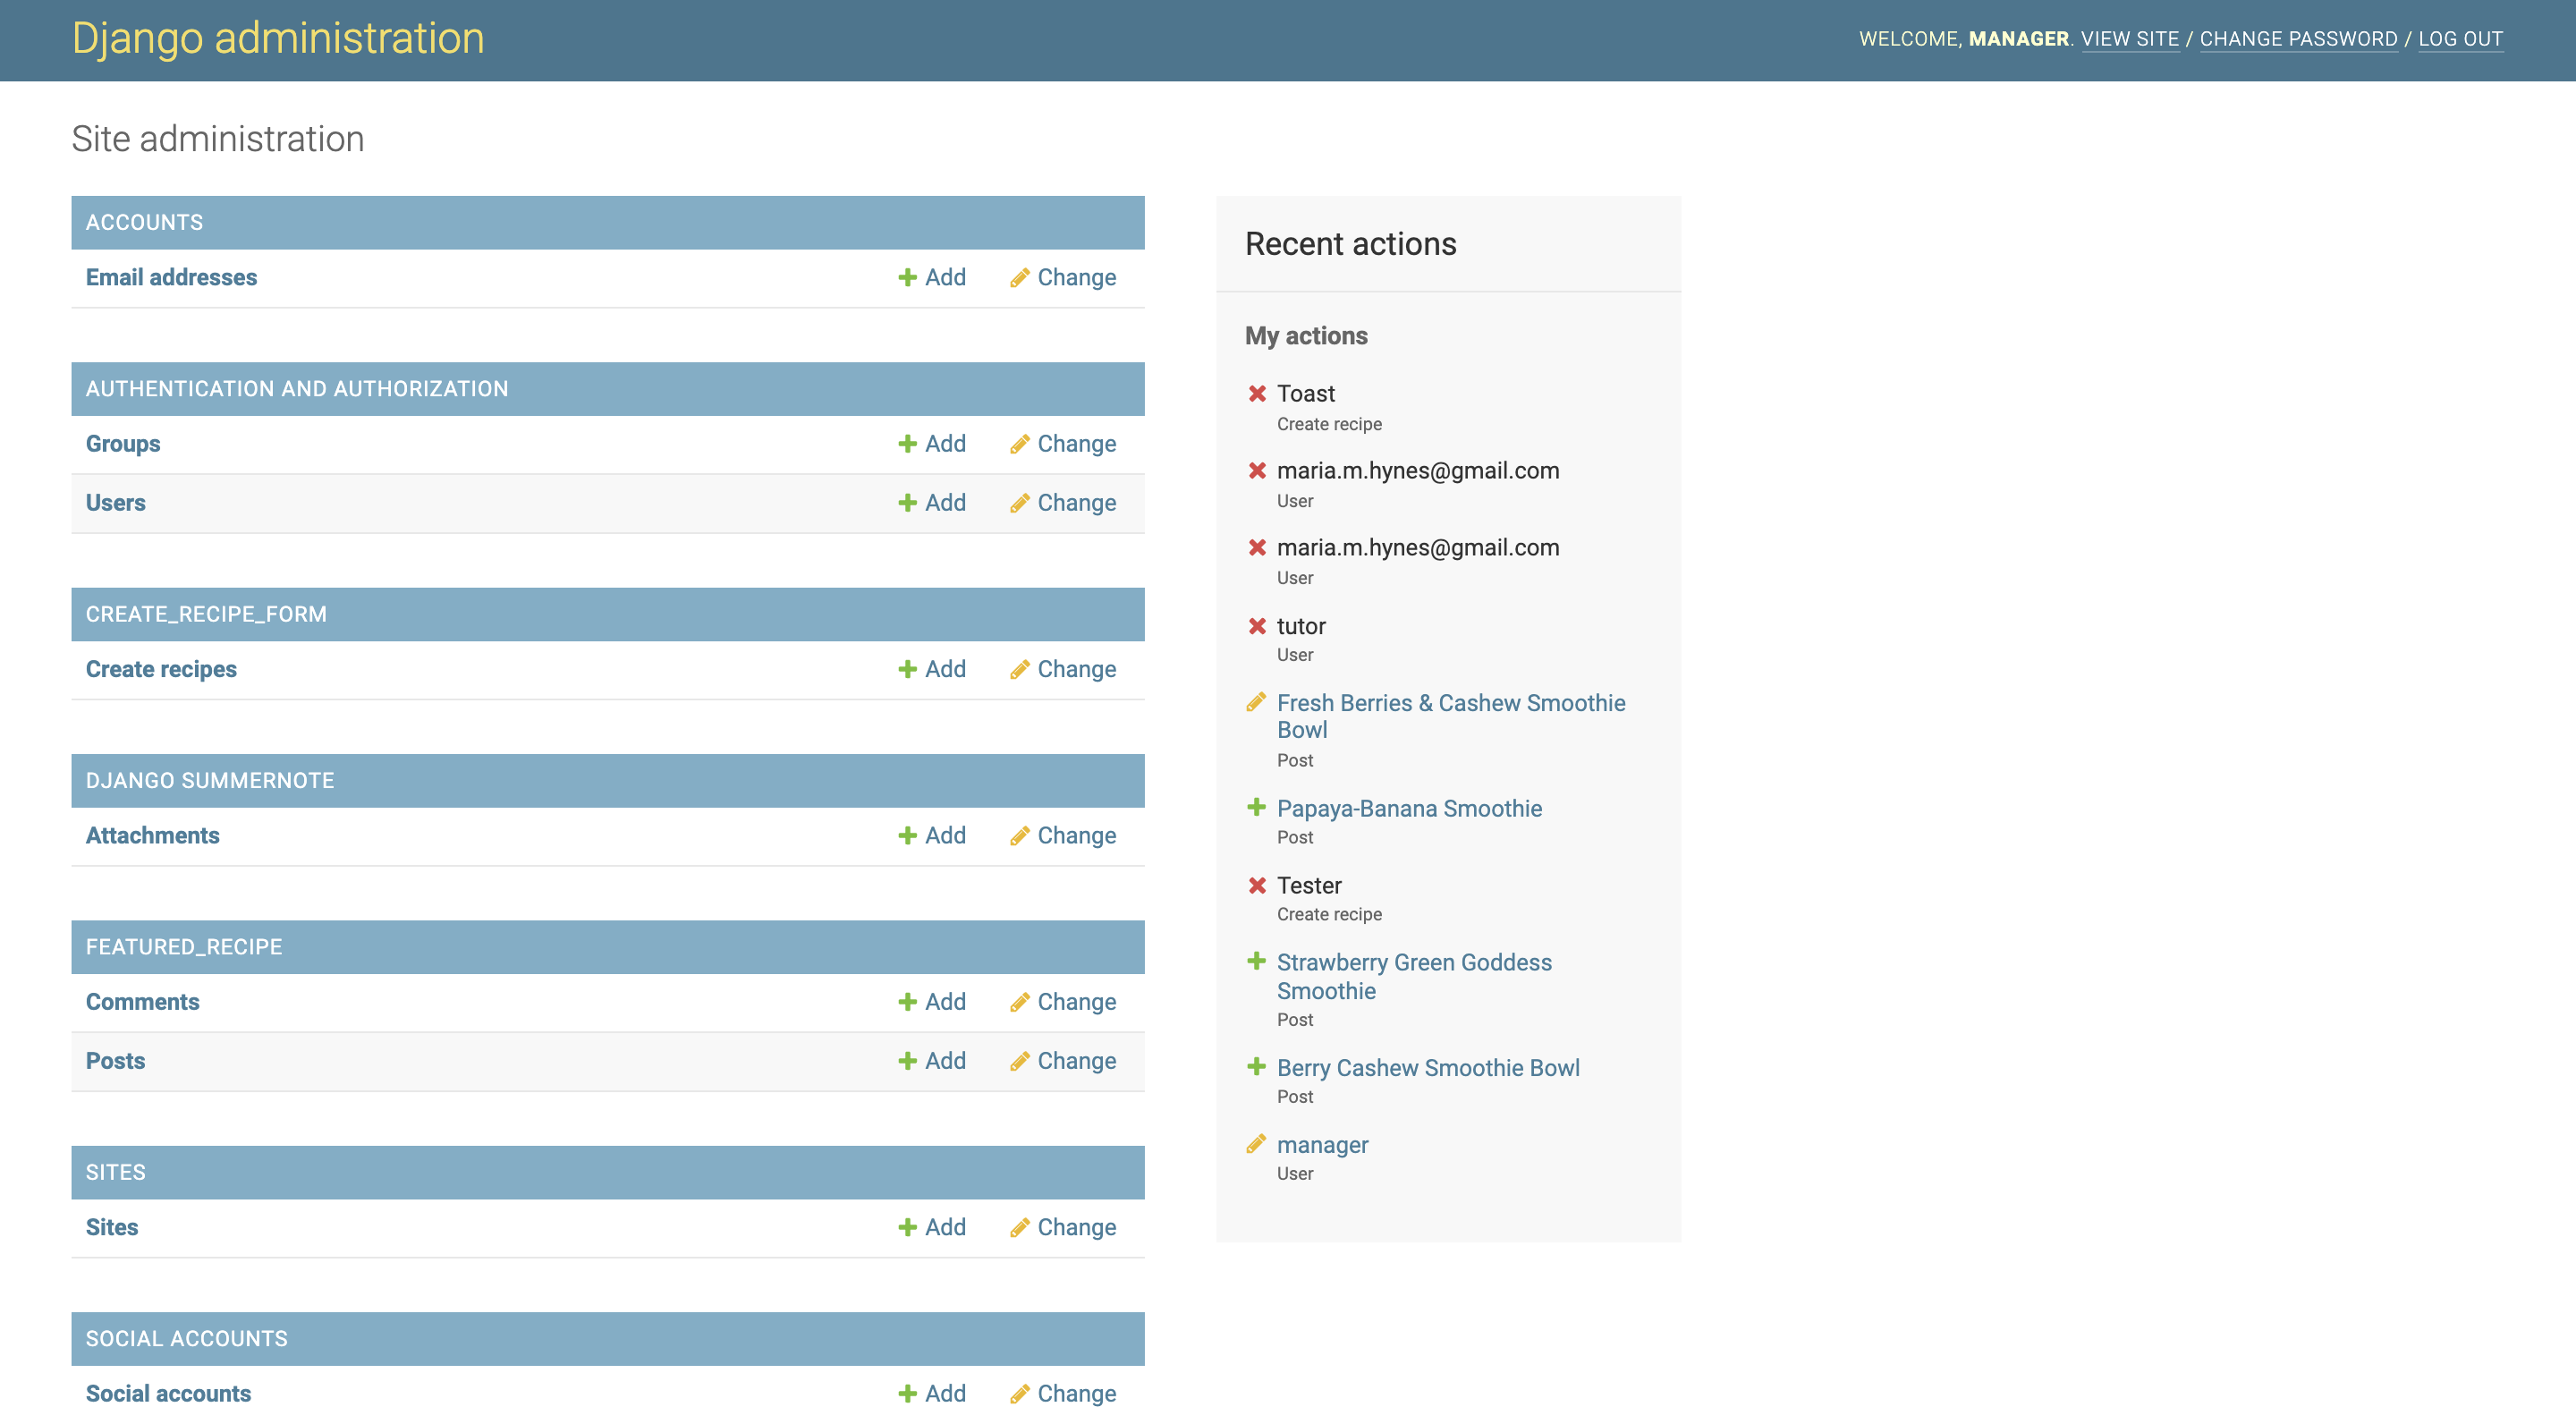 Django administration
WELCOME, MANAGER. VIEW SITE / CHANGE PASSWORD / LOG OUT
Site administration
ACCOUNTS
Email addresses Add Change
AUTHENTICATION AND AUTHORIZATION
Groups Add Change
Users Add Change
CREATE_RECIPE_FORM
Create recipes Add Change
DJANGO SUMMERNOTE
Attachments Add Change
FEATURED_RECIPE
Comments Add Change
Posts Add Change
SITES
Sites Add Change
SOCIAL ACCOUNTS
Social accounts Add Change
Recent actions
My actions
Toast
Create recipe
maria.m.hynes@gmail.com
User
maria.m.hynes@gmail.com
User
tutor
User
Fresh Berries & Cashew Smoothie
Bowl
Post
Papaya-Banana Smoothie
Post
Tester
Create recipe
Strawberry Green Goddess
Smoothie
Post
Berry Cashew Smoothie Bowl
Post
manager
User